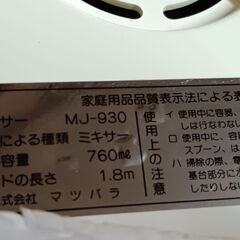 家庭用品品質表示法による表
サー MJ-930
による種類 ミキサー
容量 760㎖
ドの長さ 1.8m
式会社 マツバラ
使用上の注意
イ 使用中に容器、
しは行なわないで
ロ 使用中
スプーン、は
ハ 掃除の際、電
基台部分に水
したりしない